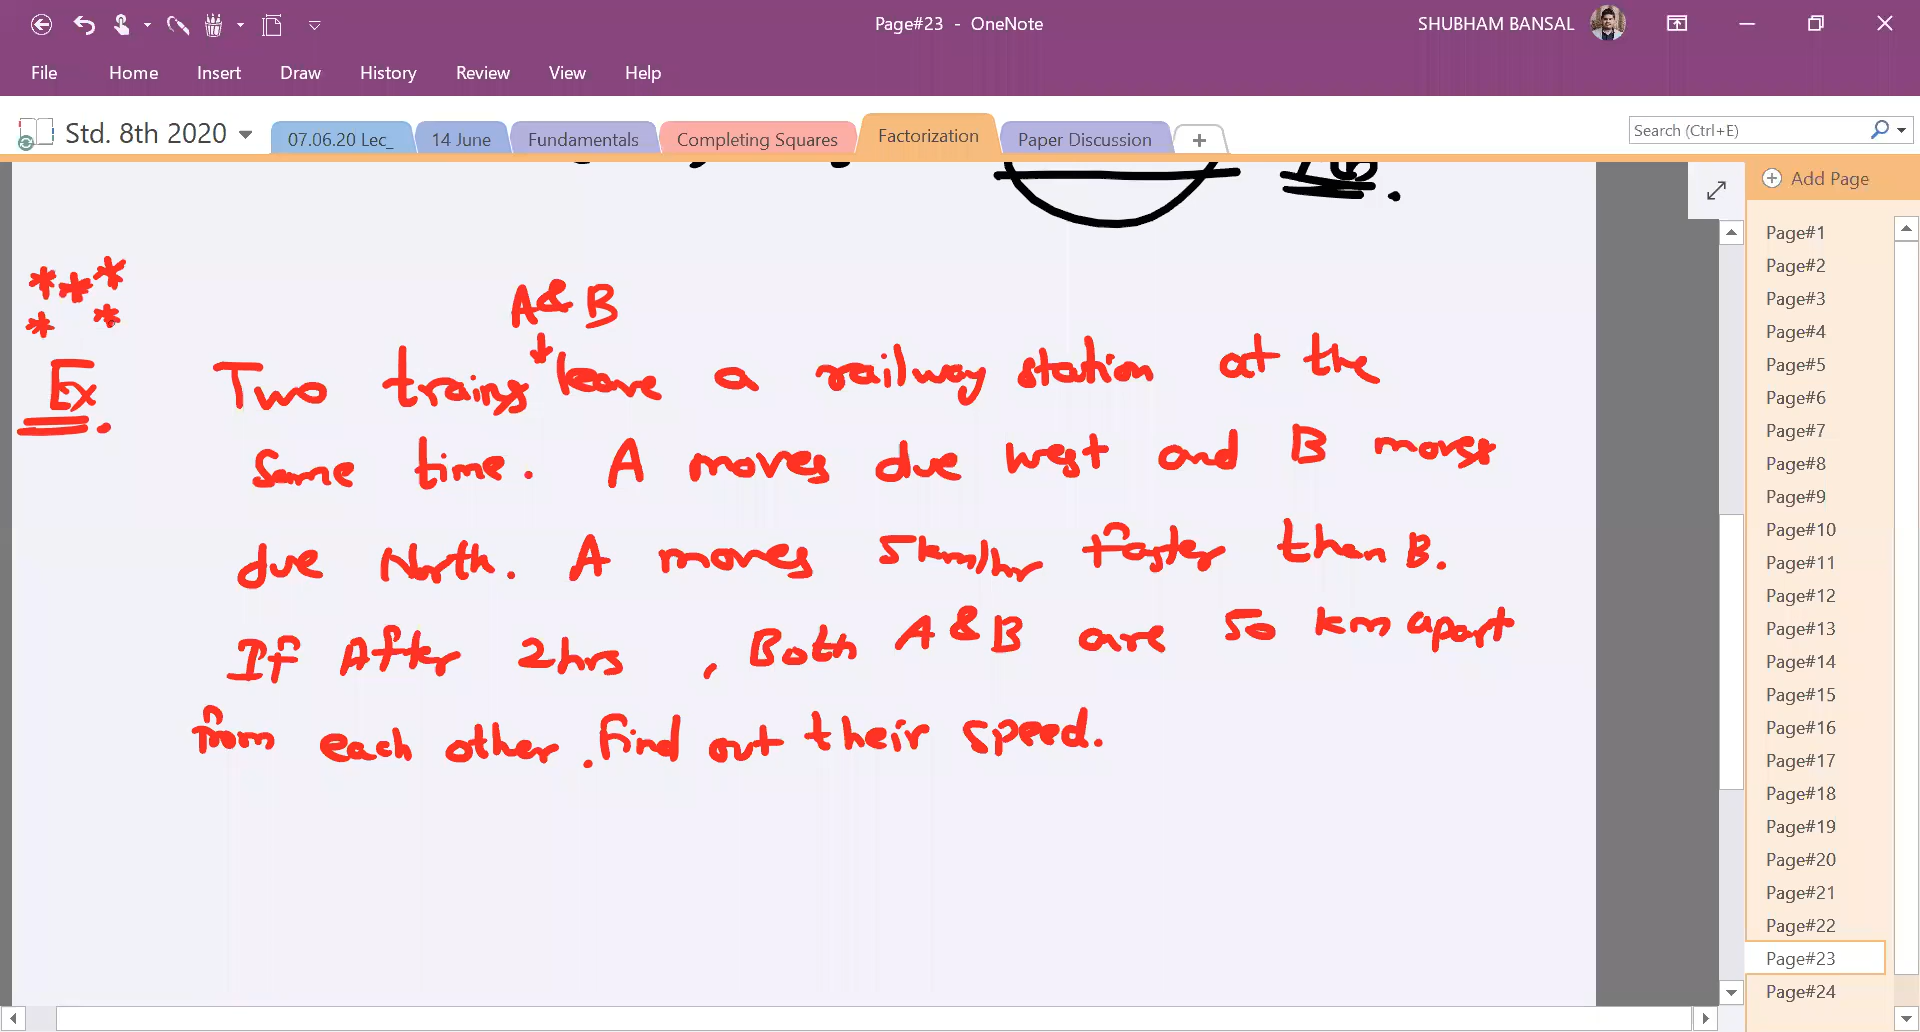 Page#23 - OneNote
SHUBHAM BANSAL
File Home Insert Draw History Review View Help
Std. 8th 2020
07.06.20 Lec_ 14 June Fundamentals Completing Squares Factorization Paper Discussion +
Search (Ctrl+E)
Add Page
A & B
Ex. Two trains leave a railway station at the
same time. A moves due west and B moves
due North. A moves 5km/hr faster than B.
If After 2hrs, Both A & B are 50 km apart
from each other. Find out their speed.
Page#1
Page#2
Page#3
Page#4
Page#5
Page#6
Page#7
Page#8
Page#9
Page#10
Page#11
Page#12
Page#13
Page#14
Page#15
Page#16
Page#17
Page#18
Page#19
Page#20
Page#21
Page#22
Page#23
Page#24